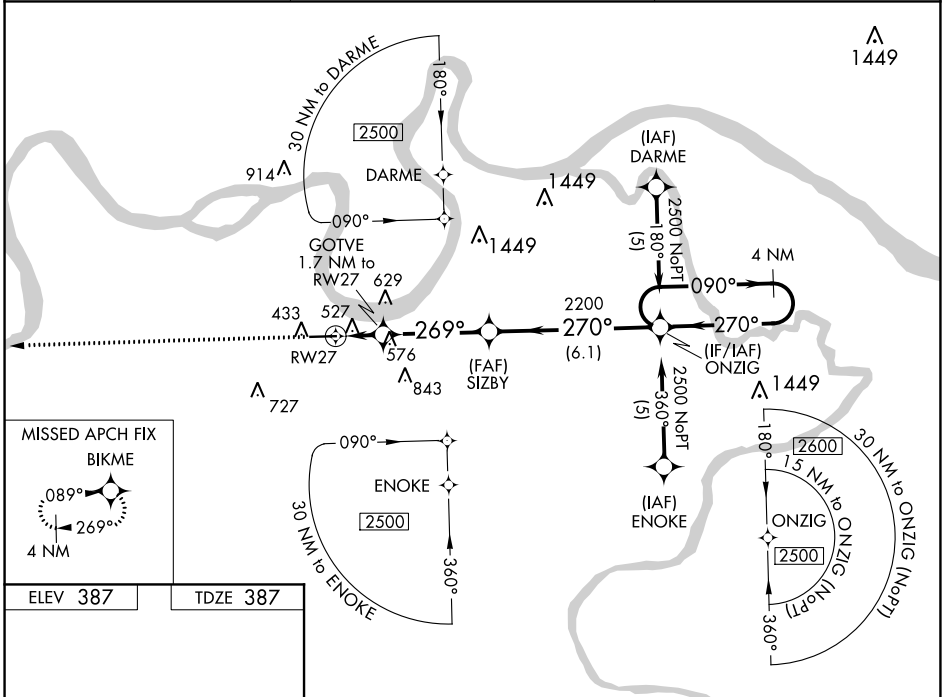 1449
30 NM to DARME
180°
2500
DARME
914
090°
1449
1449
(IAF)
DARME
2500 NoPT
180°
(5)
4 NM
090°
GOTVE
1.7 NM to
RW27
629
433
527
RW27
576
843
727
269°
(FAF)
SIZBY
2200
270°
(6.1)
270°
(IF/IAF)
ONZIG
1449
2500 NoPT
360°
(5)
(IAF)
ENOKE
MISSED APCH FIX
BIKME
089°
269°
4 NM
090°
ENOKE
2500
360°
30 NM to ENOKE
180°
2600
30 NM to ONZIG (NoPT)
15 NM to ONZIG (NoPT)
ONZIG
2500
360°
ELEV 387
TDZE 387